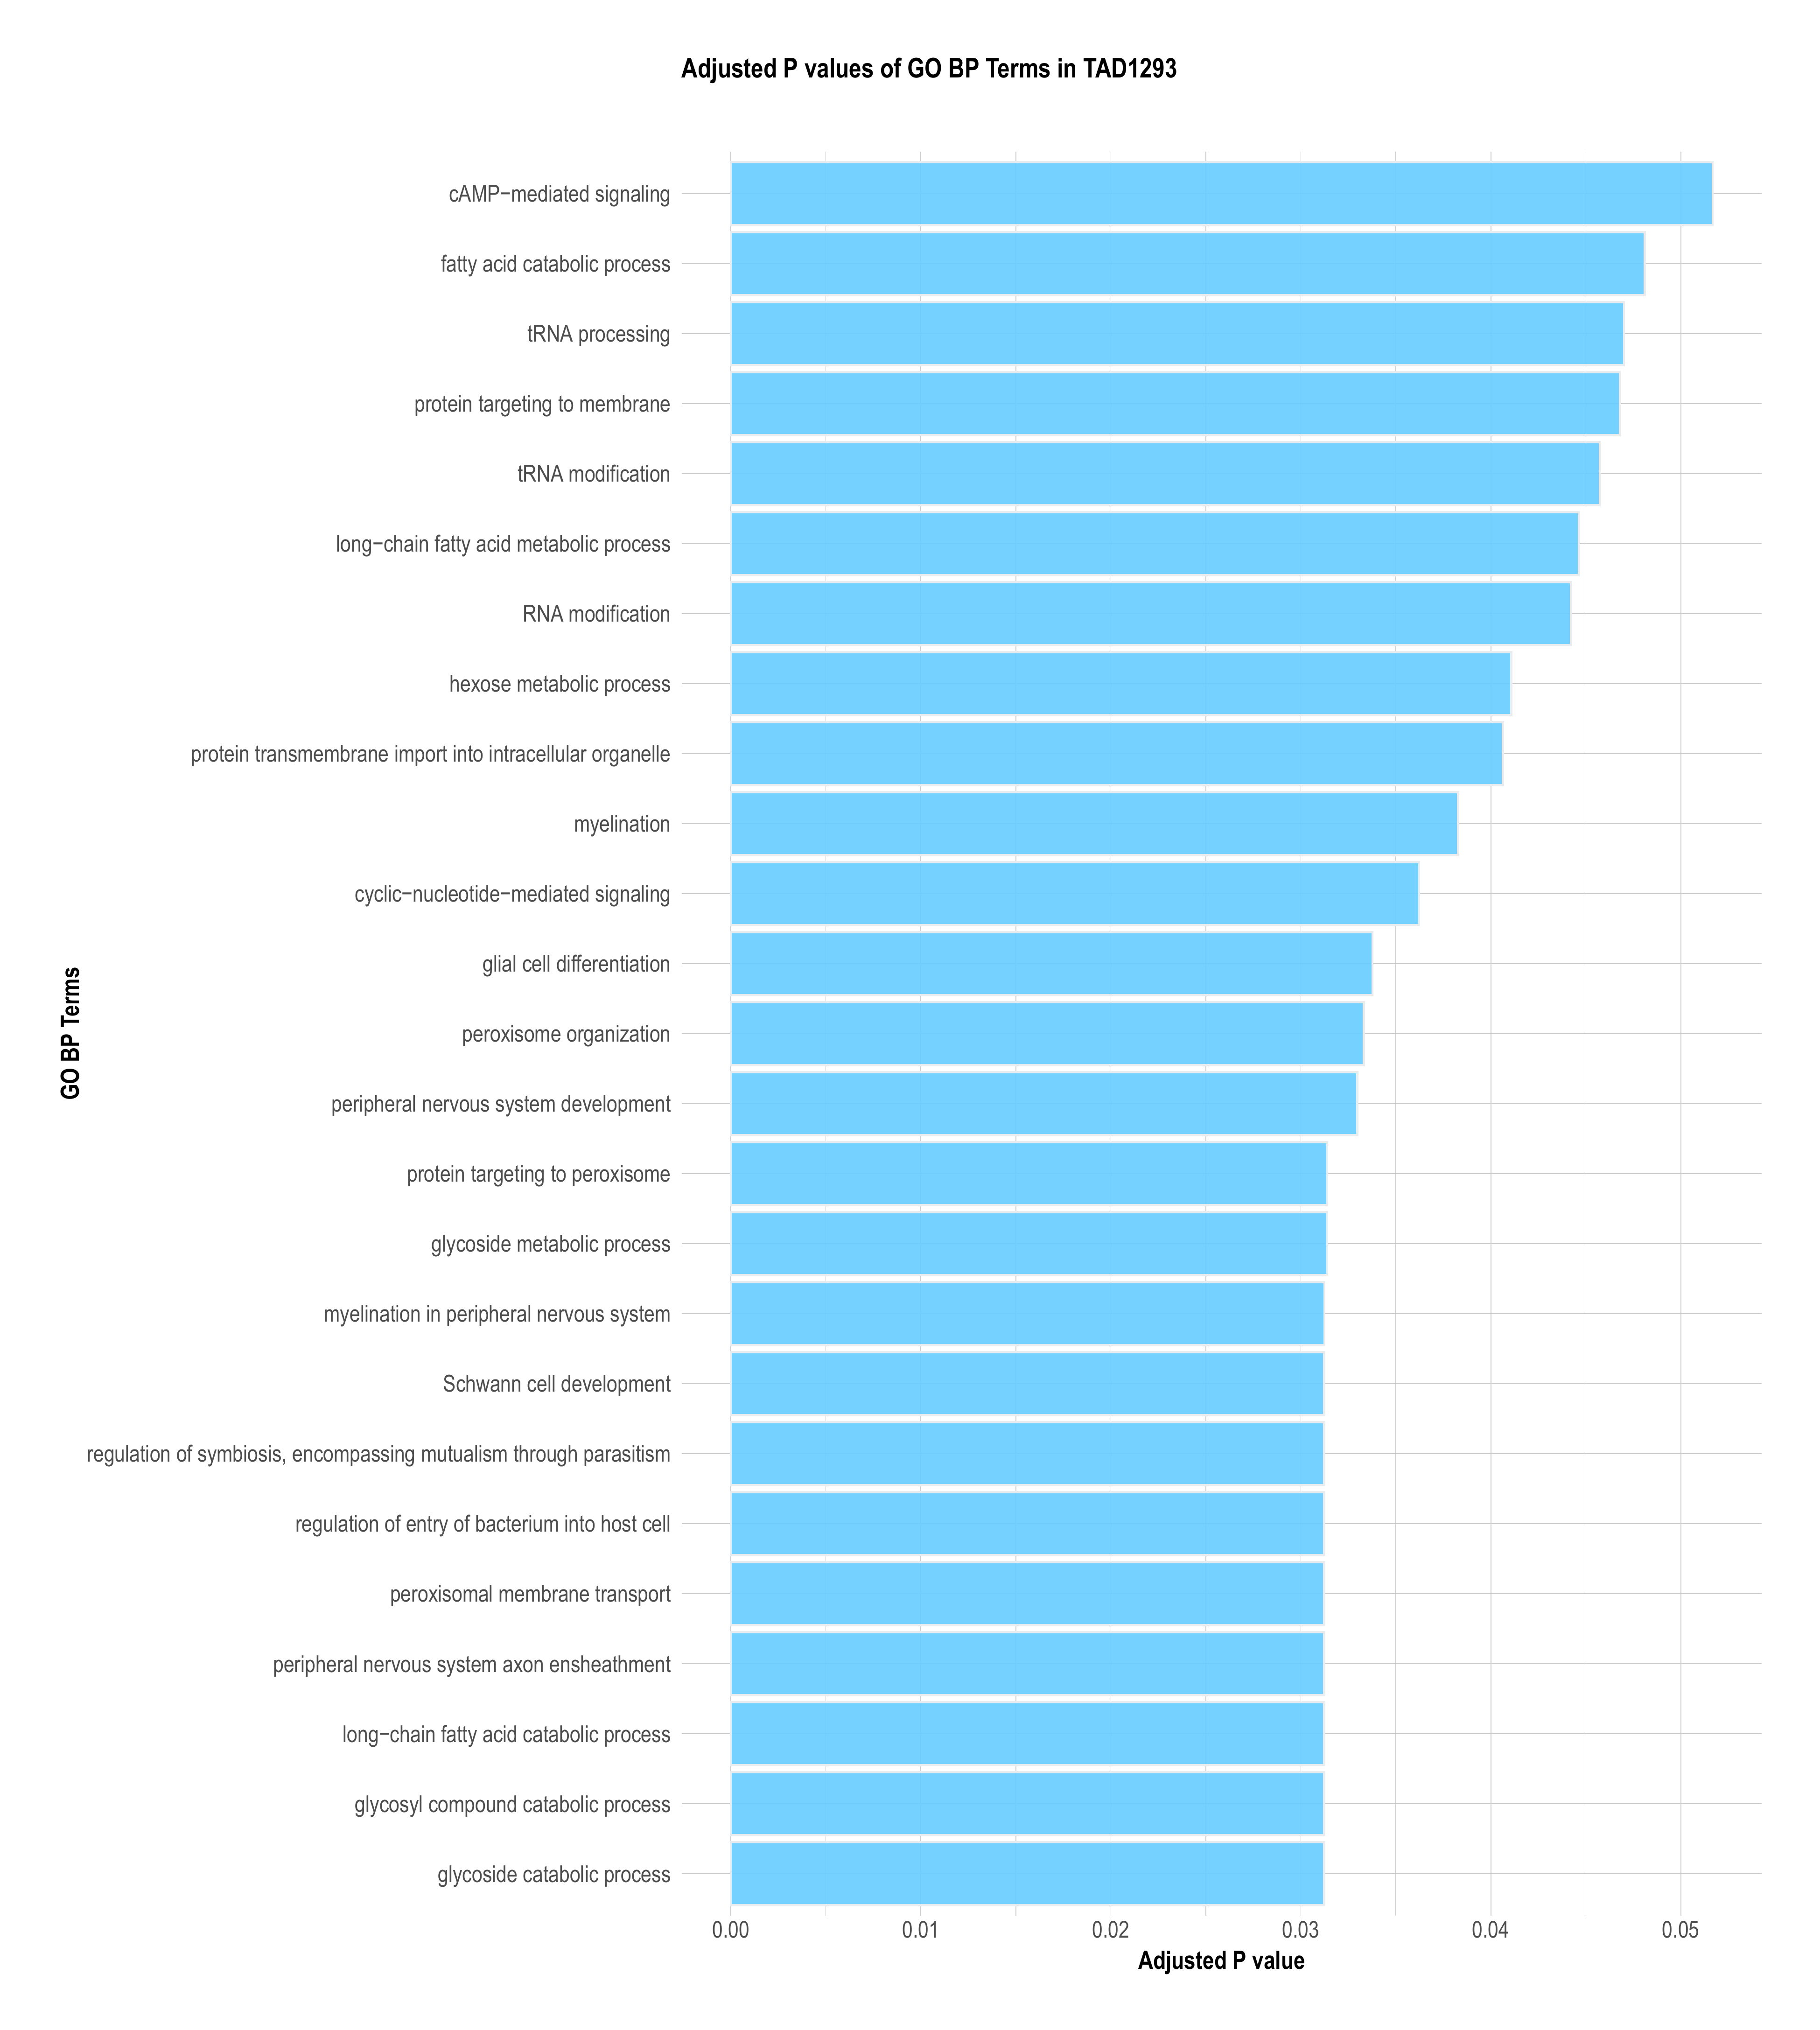 Adjusted P values of GO BP Terms in TAD1293
cAMP−mediated signaling
fatty acid catabolic process
tRNA processing
protein targeting to membrane
tRNA modification
long−chain fatty acid metabolic process
RNA modification
hexose metabolic process
protein transmembrane import into intracellular organelle
myelination
cyclic−nucleotide−mediated signaling
glial cell differentiation
peroxisome organization
peripheral nervous system development
protein targeting to peroxisome
glycoside metabolic process
myelination in peripheral nervous system
Schwann cell development
regulation of symbiosis, encompassing mutualism through parasitism
regulation of entry of bacterium into host cell
peroxisomal membrane transport
peripheral nervous system axon ensheathment
long−chain fatty acid catabolic process
glycosyl compound catabolic process
glycoside catabolic process
GO BP Terms
0.00 0.01 0.02 0.03 0.04 0.05
Adjusted P value